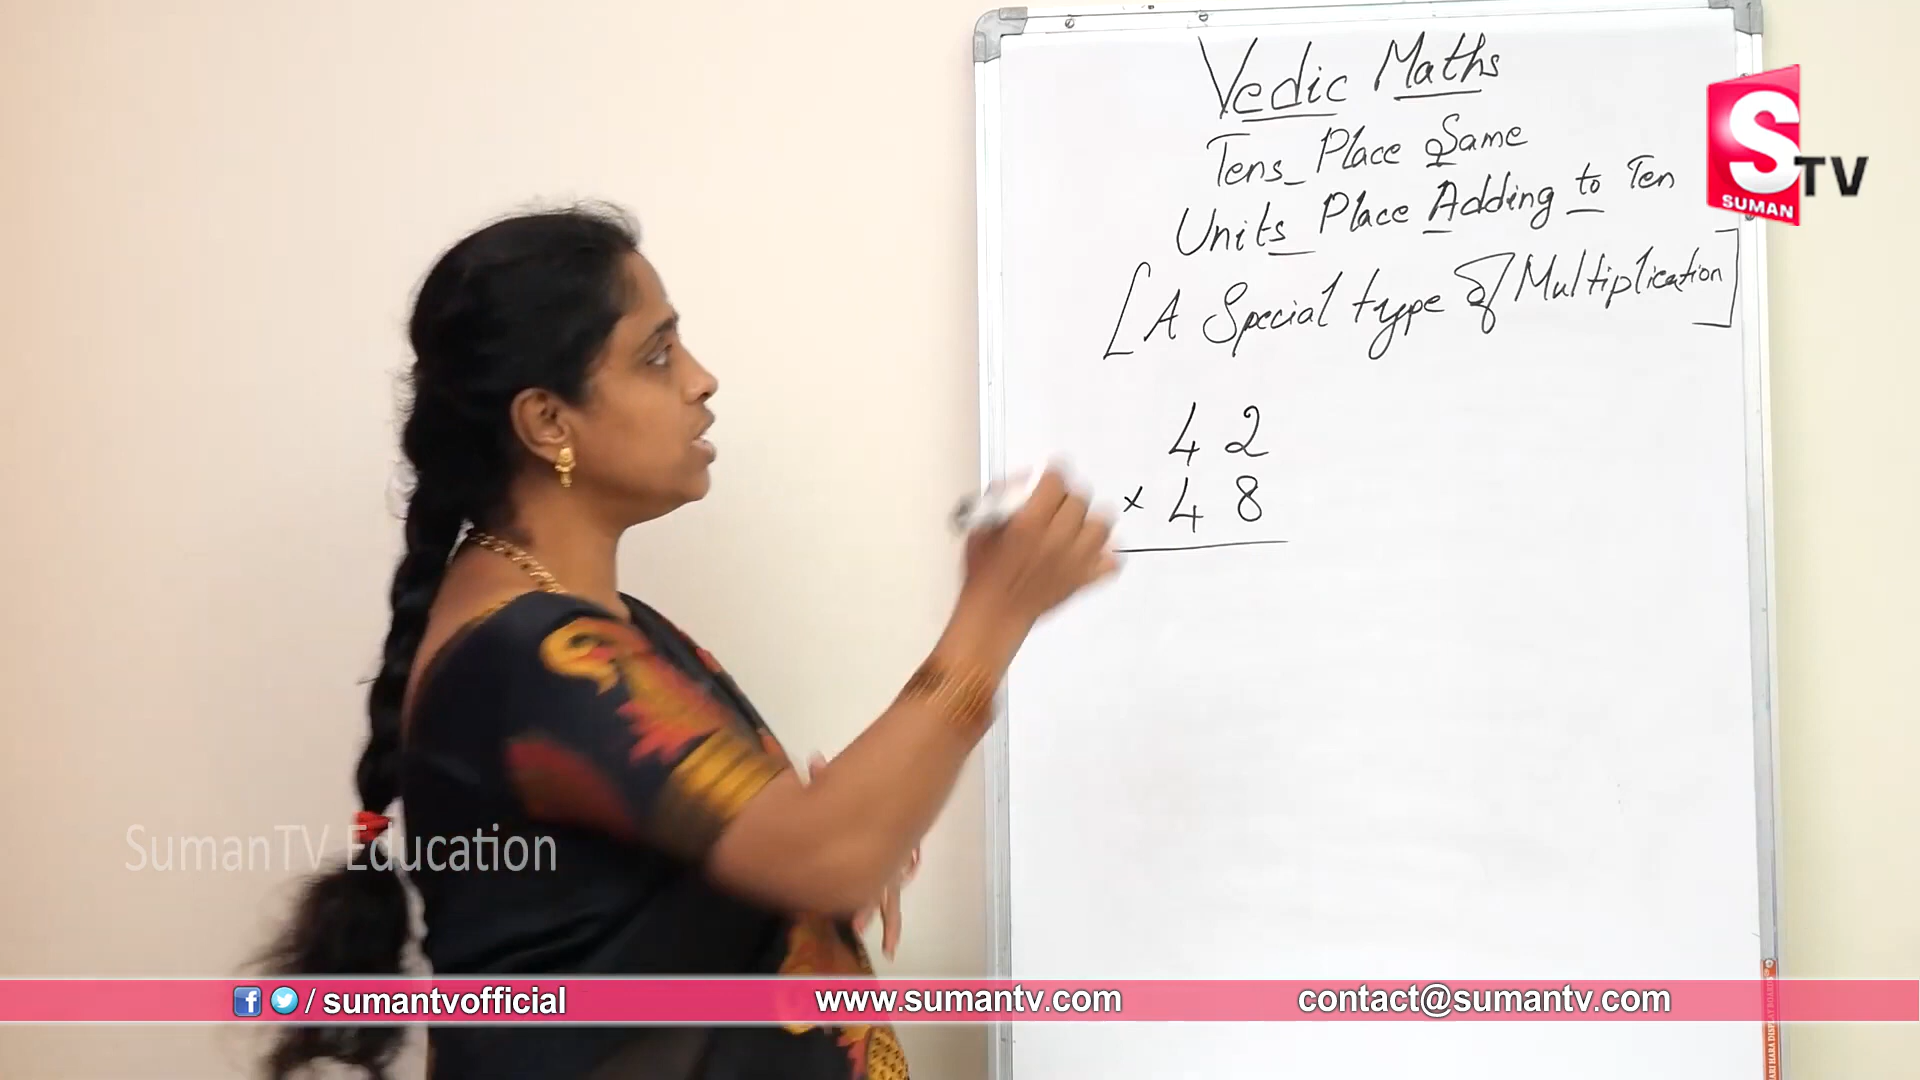 Vedic Maths
Tens Place Same
Units Place Adding to Ten
[A Special type of Multiplication]
S TV
SUMAN
4 2
× 4 8
SumanTV Education
f / sumantvofficial
www.sumantv.com
contact@sumantv.com